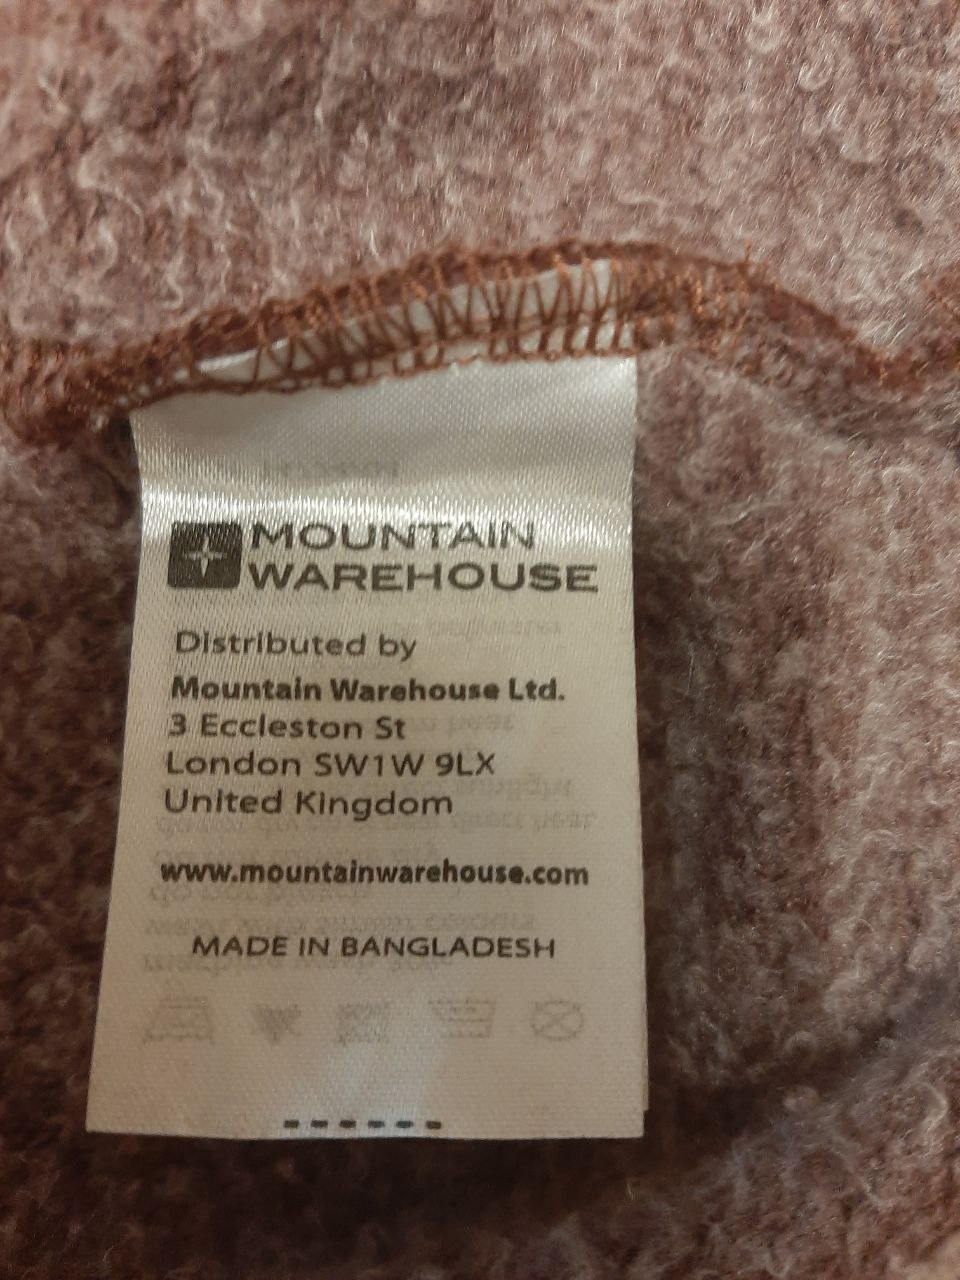 MOUNTAIN
WAREHOUSE
Distributed by
Mountain Warehouse Ltd.
3 Eccleston St
London SW1W 9LX
United Kingdom
www.mountainwarehouse.com
MADE IN BANGLADESH